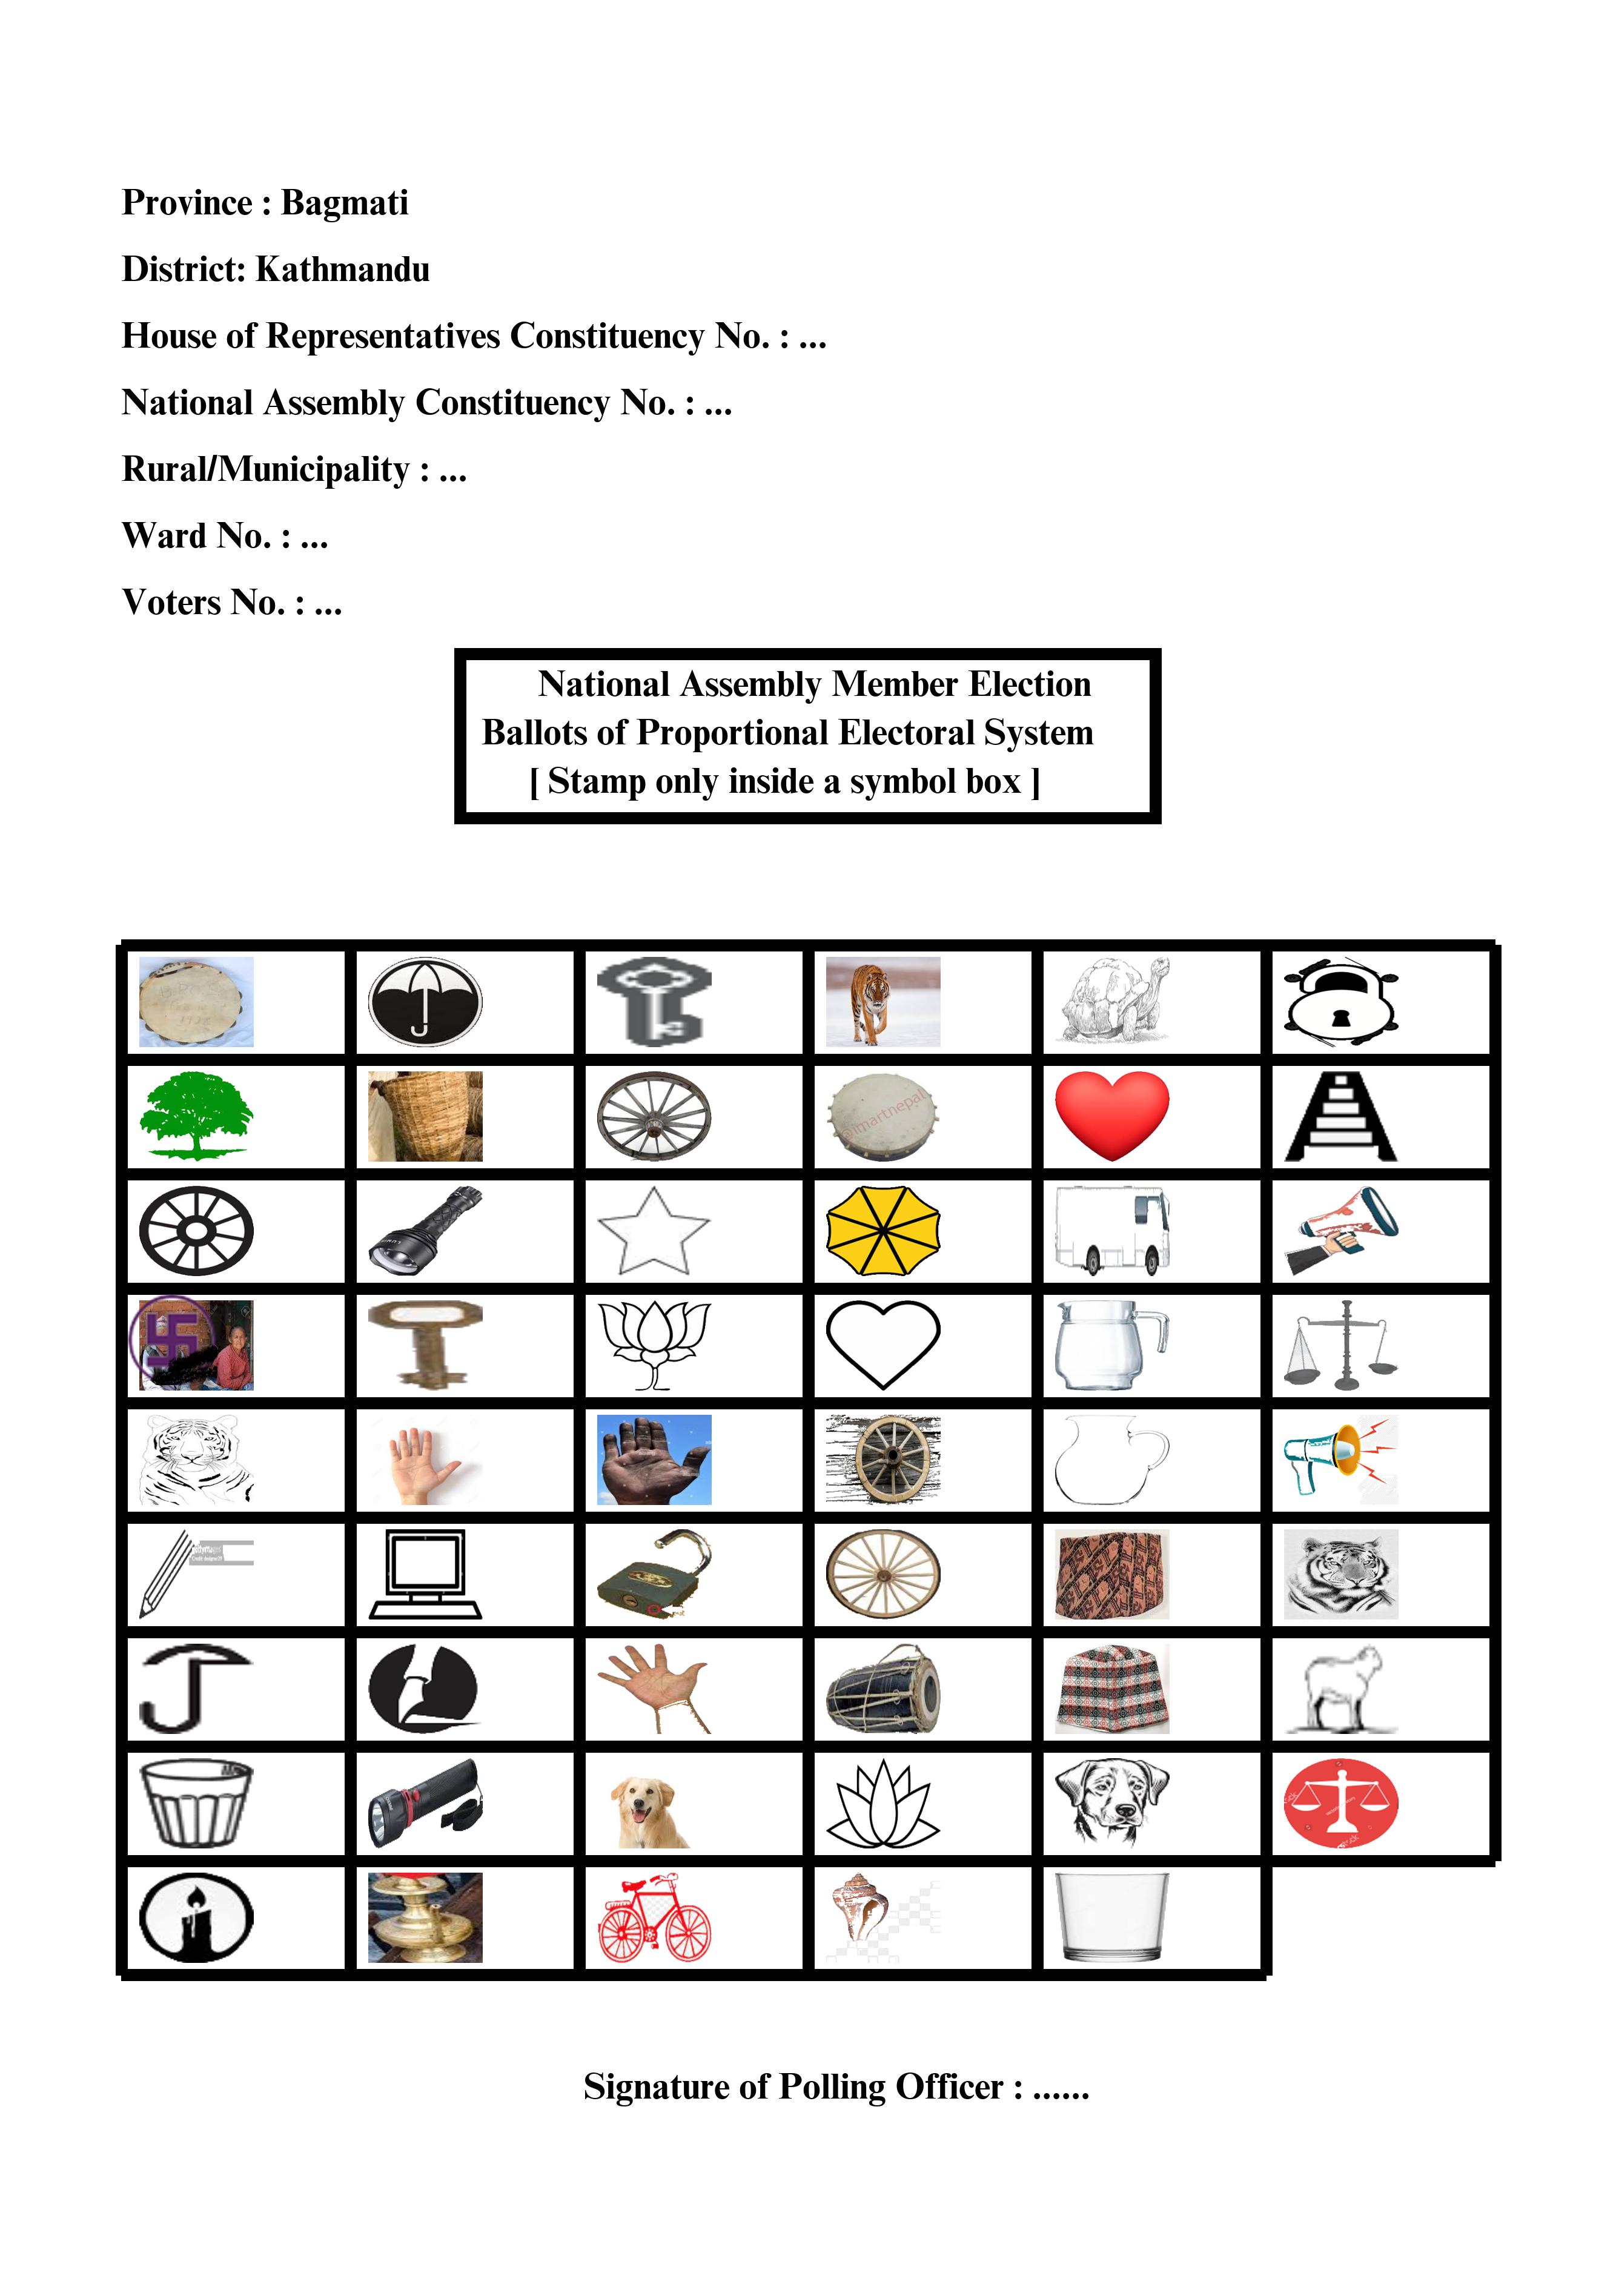 Province : Bagmati
District: Kathmandu
House of Representatives Constituency No. : ...
National Assembly Constituency No. : ...
Rural/Municipality : ...
Ward No. : ...
Voters No. : ...
National Assembly Member Election
Ballots of Proportional Electoral System
[ Stamp only inside a symbol box ]
Signature of Polling Officer : ......